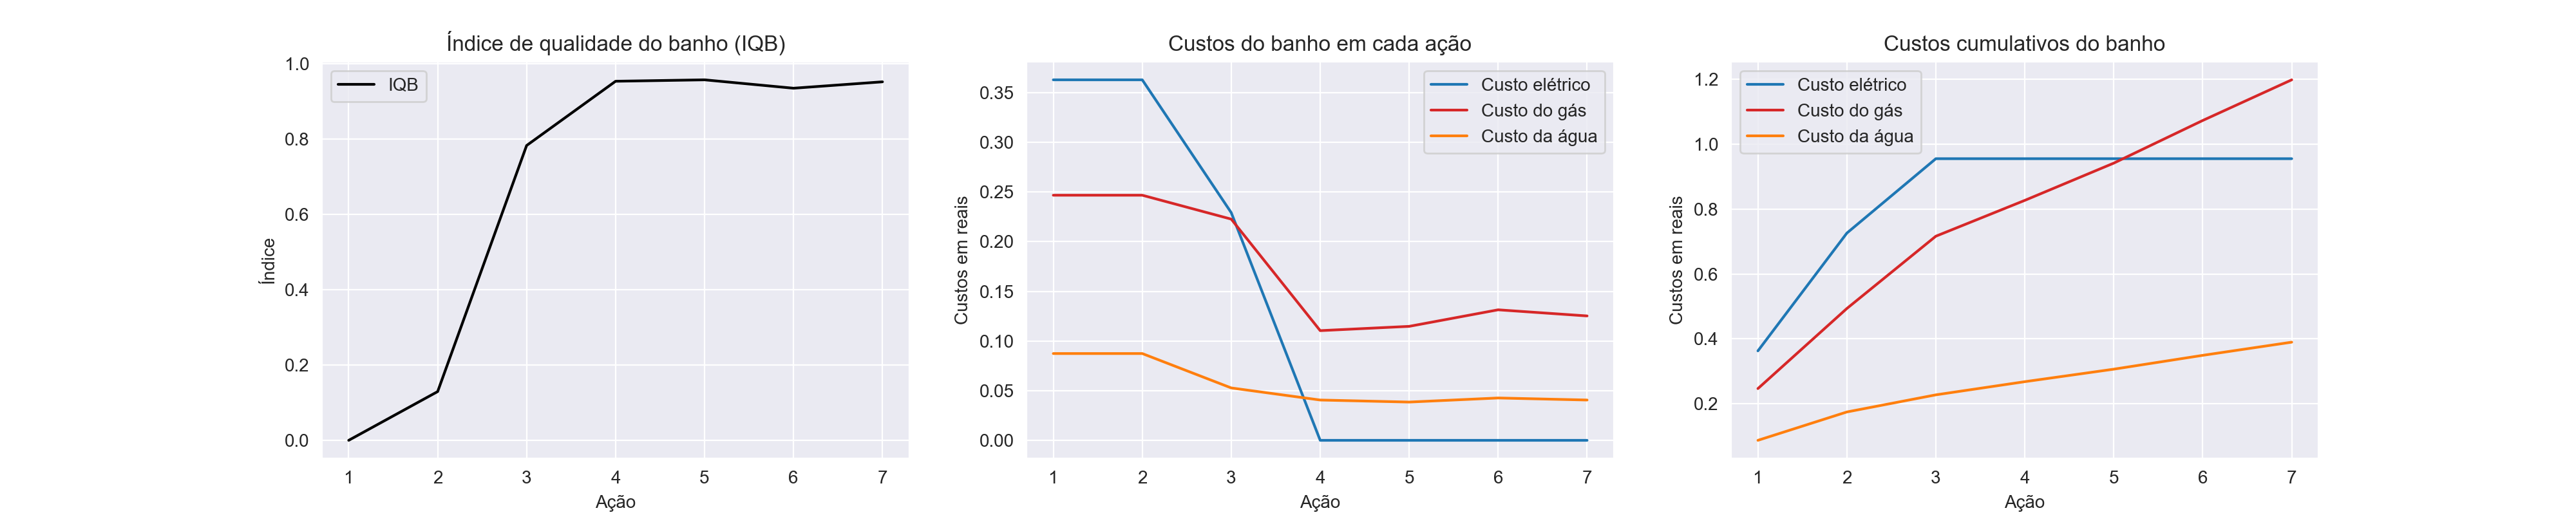 Índice de qualidade do banho (IQB)
IQB
1.0
0.8
0.6
0.4
0.2
0.0
Índice
1 2 3 4 5 6 7
Ação
Custos do banho em cada ação
Custo elétrico
Custo do gás
Custo da água
0.35
0.30
0.25
0.20
0.15
0.10
0.05
0.00
Custos em reais
1 2 3 4 5 6 7
Ação
Custos cumulativos do banho
Custo elétrico
Custo do gás
Custo da água
1.2
1.0
0.8
0.6
0.4
0.2
Custos em reais
1 2 3 4 5 6 7
Ação